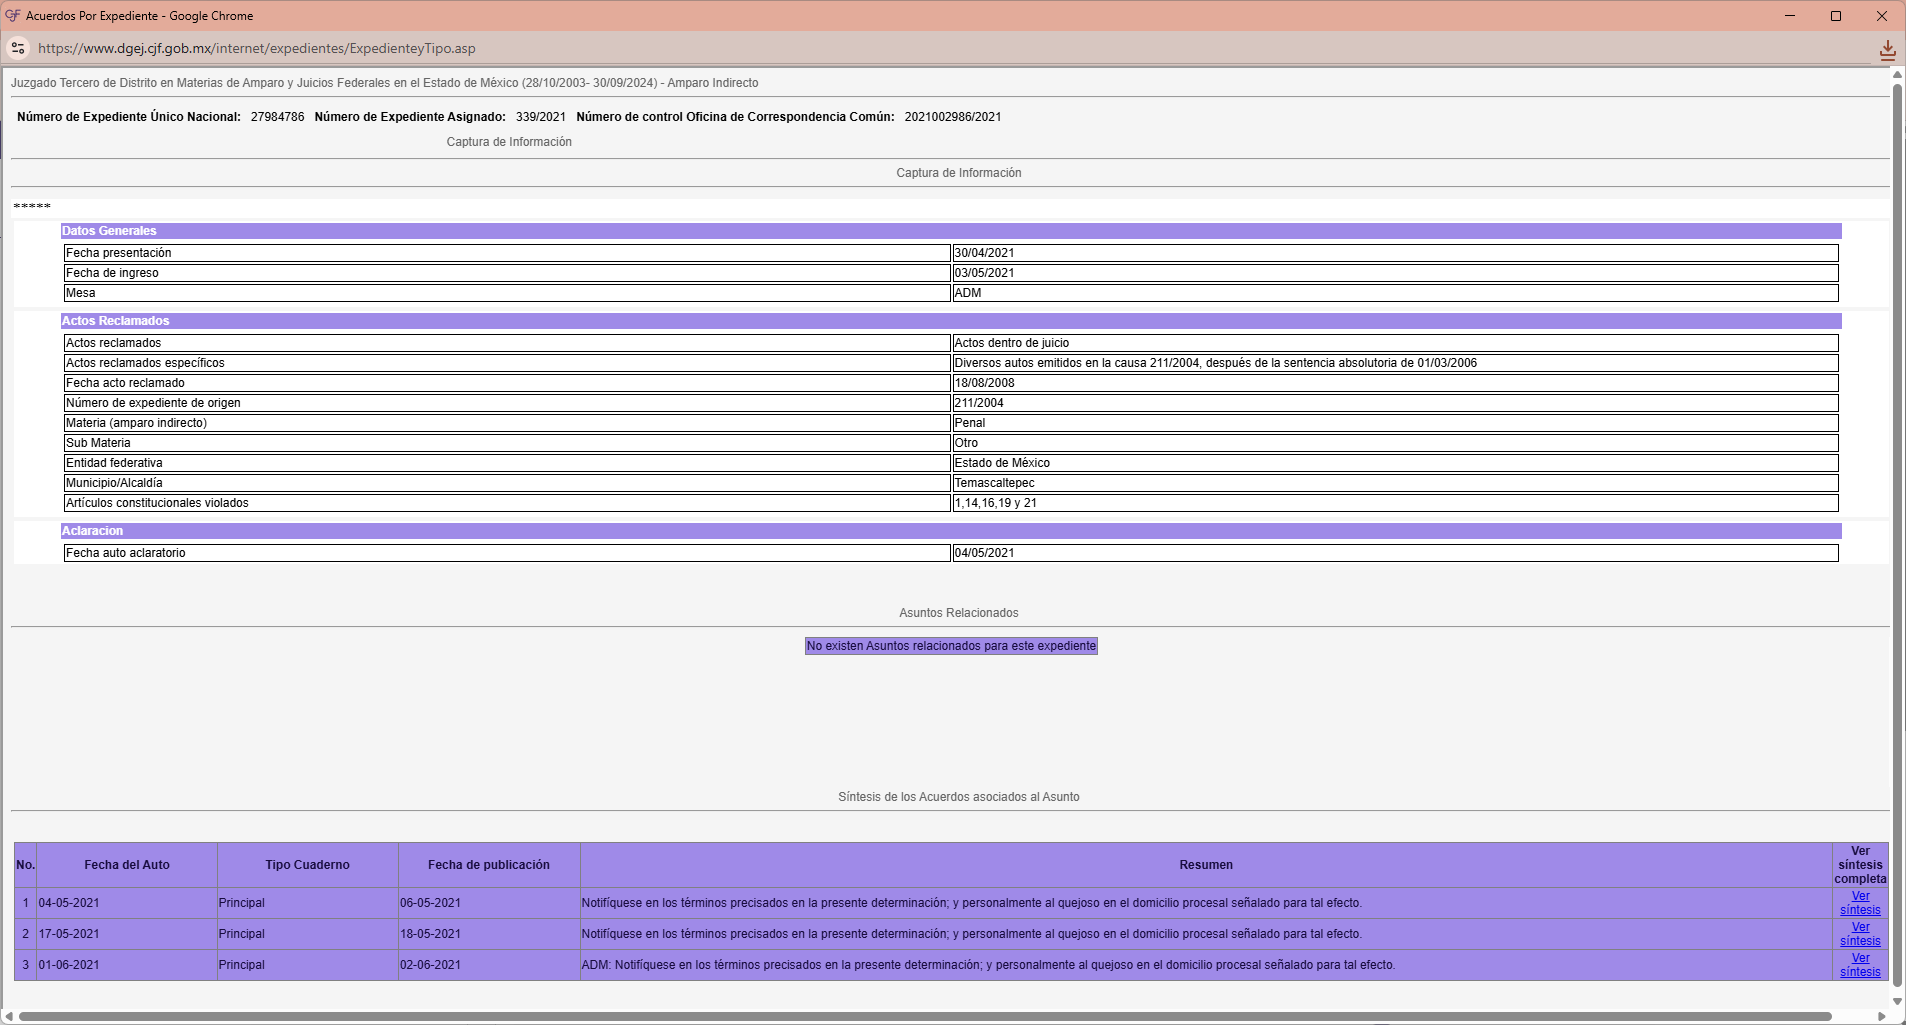 Acuerdos Por Expediente - Google Chrome
https://www.dgej.cjf.gob.mx/internet/expedientes/ExpedienteyTipo.asp
Juzgado Tercero de Distrito en Materias de Amparo y Juicios Federales en el Estado de México (28/10/2003- 30/09/2024) - Amparo Indirecto
Número de Expediente Único Nacional: 27984786 Número de Expediente Asignado: 339/2021 Número de control Oficina de Correspondencia Común: 2021002986/2021
Captura de Información
Captura de Información
*****
Datos Generales
Fecha presentación 30/04/2021
Fecha de ingreso 03/05/2021
Mesa ADM
Actos Reclamados
Actos reclamados Actos dentro de juicio
Actos reclamados específicos Diversos autos emitidos en la causa 211/2004, después de la sentencia absolutoria de 01/03/2006
Fecha acto reclamado 18/08/2008
Número de expediente de origen 211/2004
Materia (amparo indirecto) Penal
Sub Materia Otro
Entidad federativa Estado de México
Municipio/Alcaldía Temascaltepec
Artículos constitucionales violados 1,14,16,19 y 21
Aclaracion
Fecha auto aclaratorio 04/05/2021
Asuntos Relacionados
No existen Asuntos relacionados para este expediente
Síntesis de los Acuerdos asociados al Asunto
No. Fecha del Auto Tipo Cuaderno Fecha de publicación Resumen Ver síntesis completa
1 04-05-2021 Principal 06-05-2021 Notifíquese en los términos precisados en la presente determinación; y personalmente al quejoso en el domicilio procesal señalado para tal efecto. Ver síntesis
2 17-05-2021 Principal 18-05-2021 Notifíquese en los términos precisados en la presente determinación; y personalmente al quejoso en el domicilio procesal señalado para tal efecto. Ver síntesis
3 01-06-2021 Principal 02-06-2021 ADM: Notifíquese en los términos precisados en la presente determinación; y personalmente al quejoso en el domicilio procesal señalado para tal efecto. Ver síntesis